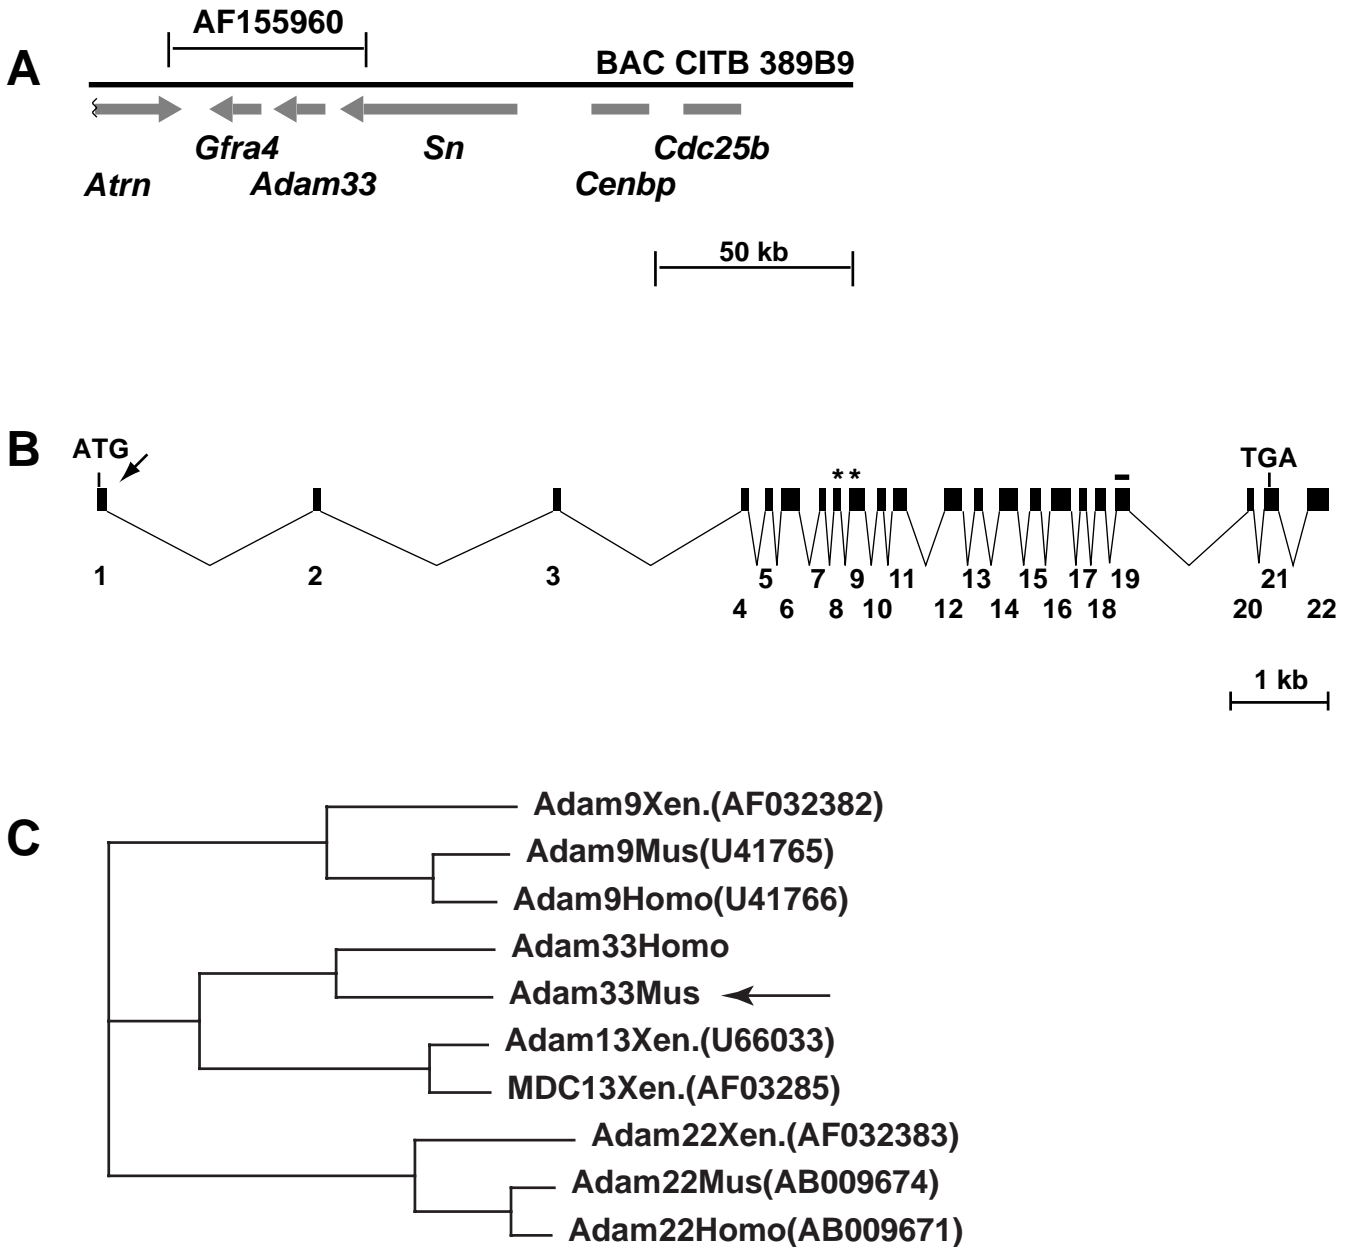 A
AF155960
BAC CITB 389B9
Gfra4
Sn
Cdc25b
Atrn
Adam33
Cenbp
50 kb
B
ATG
* *
TGA
1 2 3 5 7 9 11 13 15 17 19 21
4 6 8 10 12 14 16 18 20 22
1 kb
C
Adam9Xen.(AF032382)
Adam9Mus(U41765)
Adam9Homo(U41766)
Adam33Homo
Adam33Mus
Adam13Xen.(U66033)
MDC13Xen.(AF03285)
Adam22Xen.(AF032383)
Adam22Mus(AB009674)
Adam22Homo(AB009671)